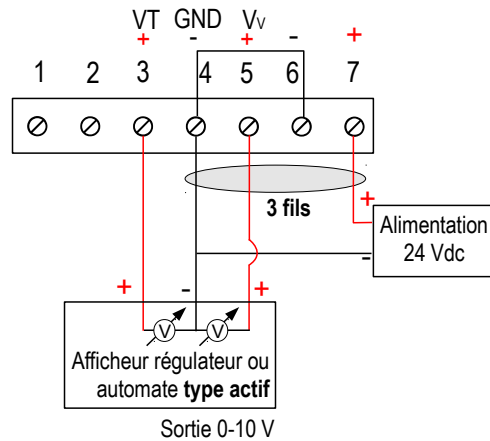 VT GND Vv
+ - + - +
1 2 3 4 5 6 7
3 fils
+
Alimentation
24 Vdc
-
+ - +
V V
Afficheur régulateur ou
automate type actif
Sortie 0-10 V